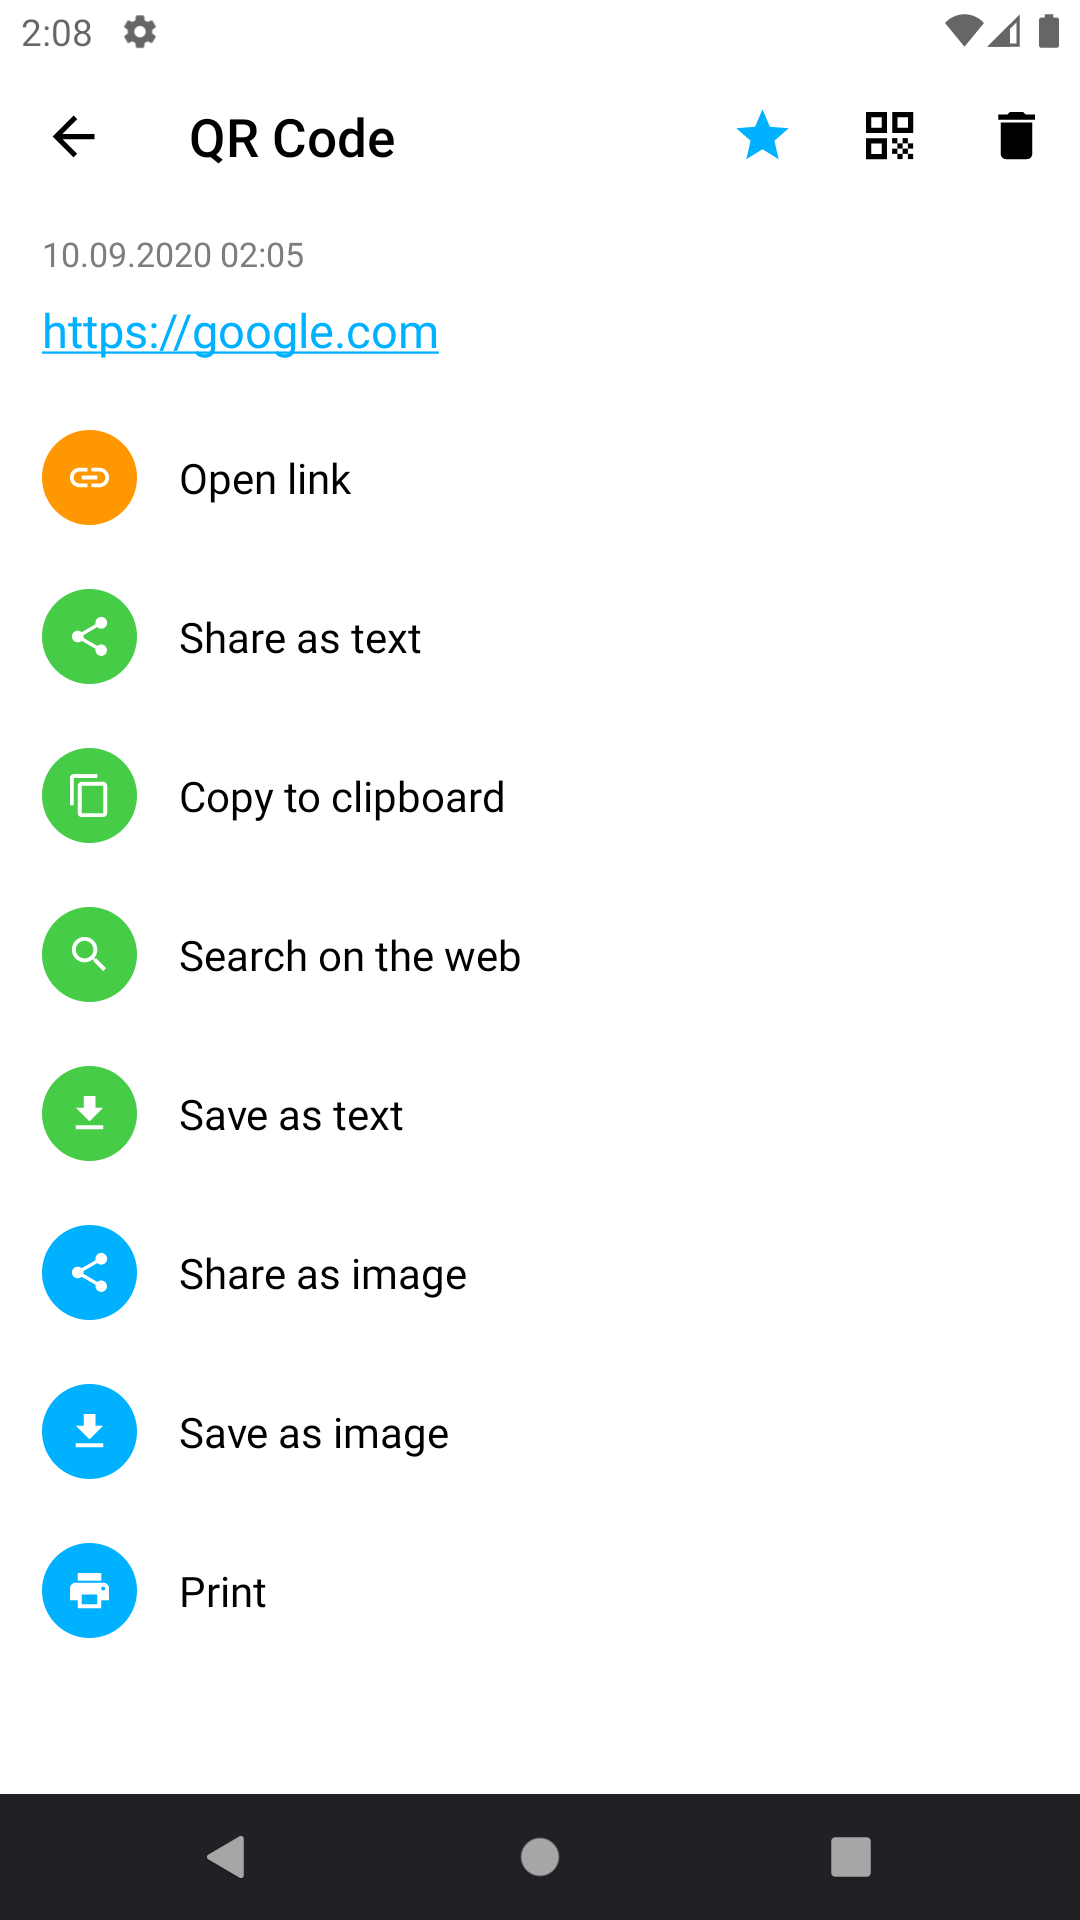 2:08
QR Code
10.09.2020 02:05
https://google.com
Open link
Share as text
Copy to clipboard
Search on the web
Save as text
Share as image
Save as image
Print